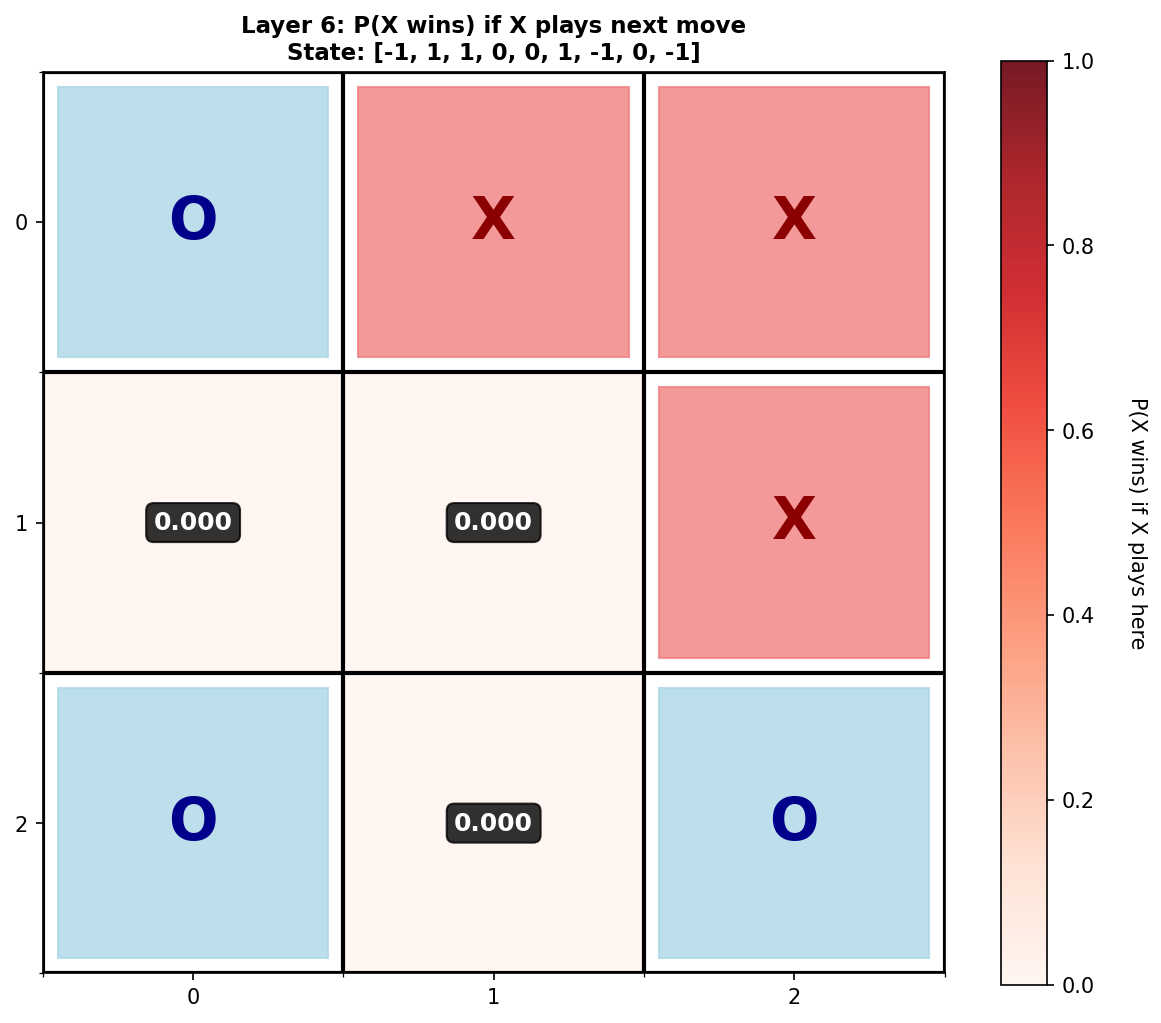 Layer 6: P(X wins) if X plays next move
State: [-1, 1, 1, 0, 0, 1, -1, 0, -1]
O X X
0.000 0.000 X
O 0.000 O
0
1
2
0 1 2
1.0
0.8
0.6
0.4
0.2
0.0
P(X wins) if X plays here